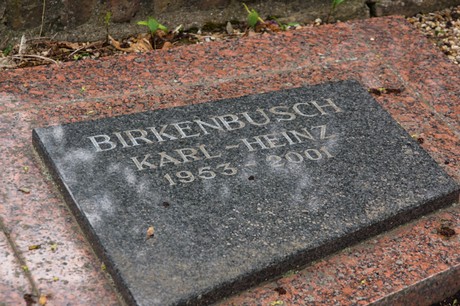 BIRKENBUSCH
KARL-HEINZ
1953 · 2001